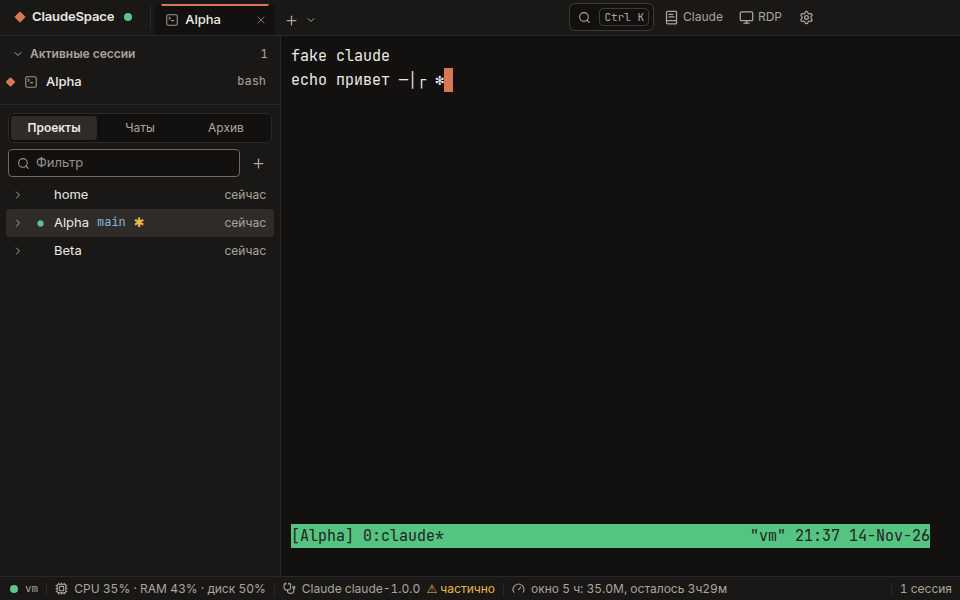 ClaudeSpace
Alpha
Ctrl K
Claude
RDP
Активные сессии 1
Alpha bash
Проекты Чаты Архив
Фильтр
home сейчас
Alpha main ✱ сейчас
Beta сейчас
fake claude
echo привет —│┌ ✻
[Alpha] 0:claude* "vm" 21:37 14-Nov-26
vm CPU 35% · RAM 43% · диск 50% Claude claude-1.0.0 ⚠ частично окно 5 ч: 35.0M, осталось 3ч29м 1 сессия